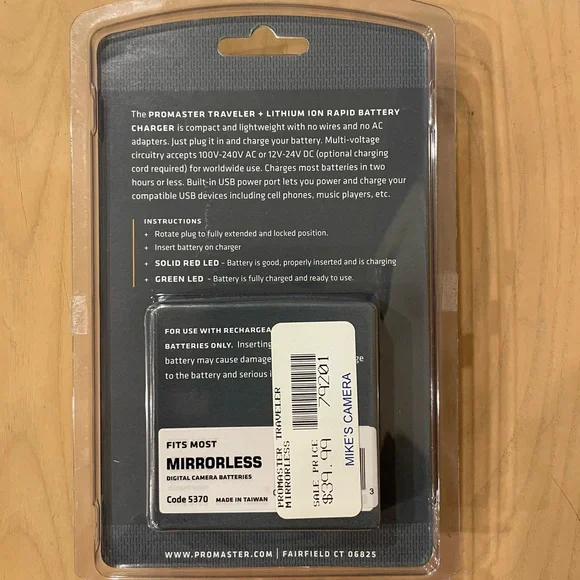 The PROMASTER TRAVELER + LITHIUM ION RAPID BATTERY
CHARGER is compact and lightweight with no wires and no AC
adapters. Just plug it in and charge your battery. Multi-voltage
circuitry accepts 100V-240V AC or 12V-24V DC (optional charging
cord required) for worldwide use. Charges most batteries in two
hours or less. Built-in USB power port lets you power and charge your
compatible USB devices including cell phones, music players, etc.
INSTRUCTIONS
+ Rotate plug to fully extended and locked position.
+ Insert battery on charger
+ SOLID RED LED - Battery is good, properly inserted and is charging
+ GREEN LED - Battery is fully charged and ready to use.
FOR USE WITH
BATTERIES ONLY. Inserting
battery may cause damage
to the battery and serious
FITS MOST
MIRRORLESS
DIGITAL CAMERA BATTERIES
Code 5370 MADE IN TAIWAN
3
PROMASTER TRAVELER
MIRRORLESS
SALE PRICE
$39.99
79201
MIKE'S CAMERA
WWW.PROMASTER.COM | FAIRFIELD CT 06825